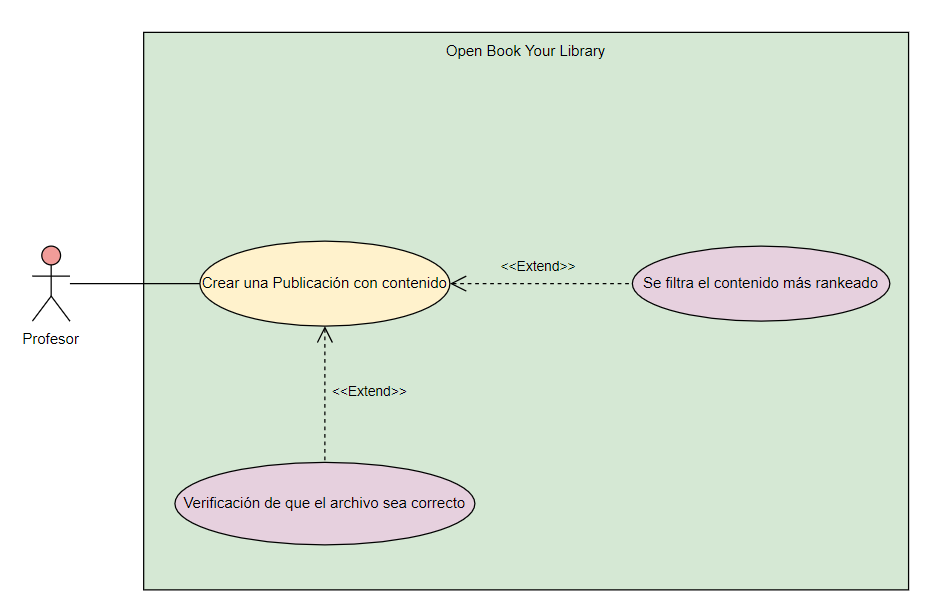 Open Book Your Library
Crear una Publicación con contenido
<<Extend>>
Se filtra el contenido más rankeado
Profesor
<<Extend>>
Verificación de que el archivo sea correcto